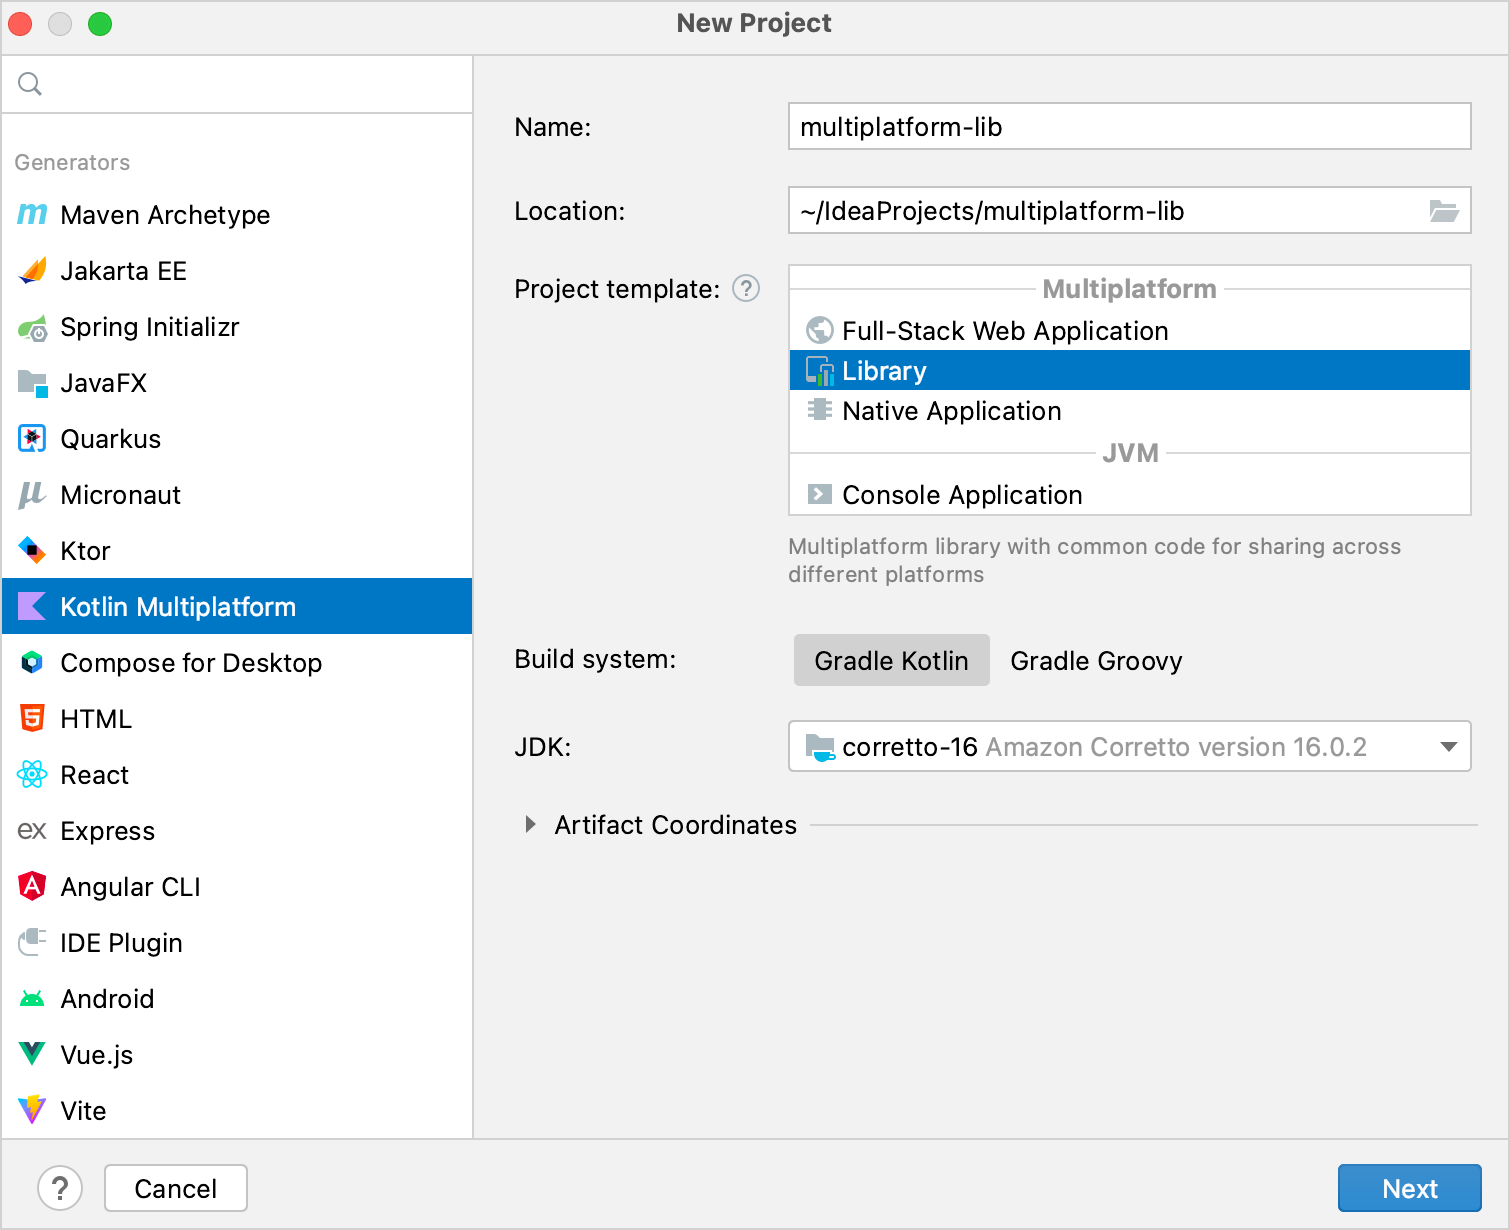 New Project
Generators
Maven Archetype
Jakarta EE
Spring Initializr
JavaFX
Quarkus
Micronaut
Ktor
Kotlin Multiplatform
Compose for Desktop
HTML
React
ex Express
Angular CLI
IDE Plugin
Android
Vue.js
Vite
Name: multiplatform-lib
Location: ~/IdeaProjects/multiplatform-lib
Project template: ?
Multiplatform
Full-Stack Web Application
Library
Native Application
JVM
Console Application
Multiplatform library with common code for sharing across
different platforms
Build system: Gradle Kotlin Gradle Groovy
JDK: corretto-16 Amazon Corretto version 16.0.2
Artifact Coordinates
? Cancel Next